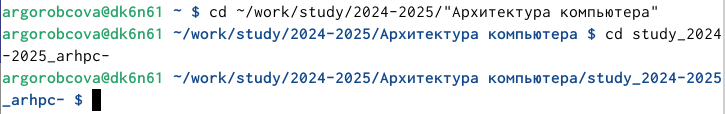 argorobcova@dk6n61 ~ $ cd ~/work/study/2024-2025/"Архитектура компьютера"
argorobcova@dk6n61 ~/work/study/2024-2025/Архитектура компьютера $ cd study_2024
-2025_arhpc-
argorobcova@dk6n61 ~/work/study/2024-2025/Архитектура компьютера/study_2024-2025
_arhpc- $